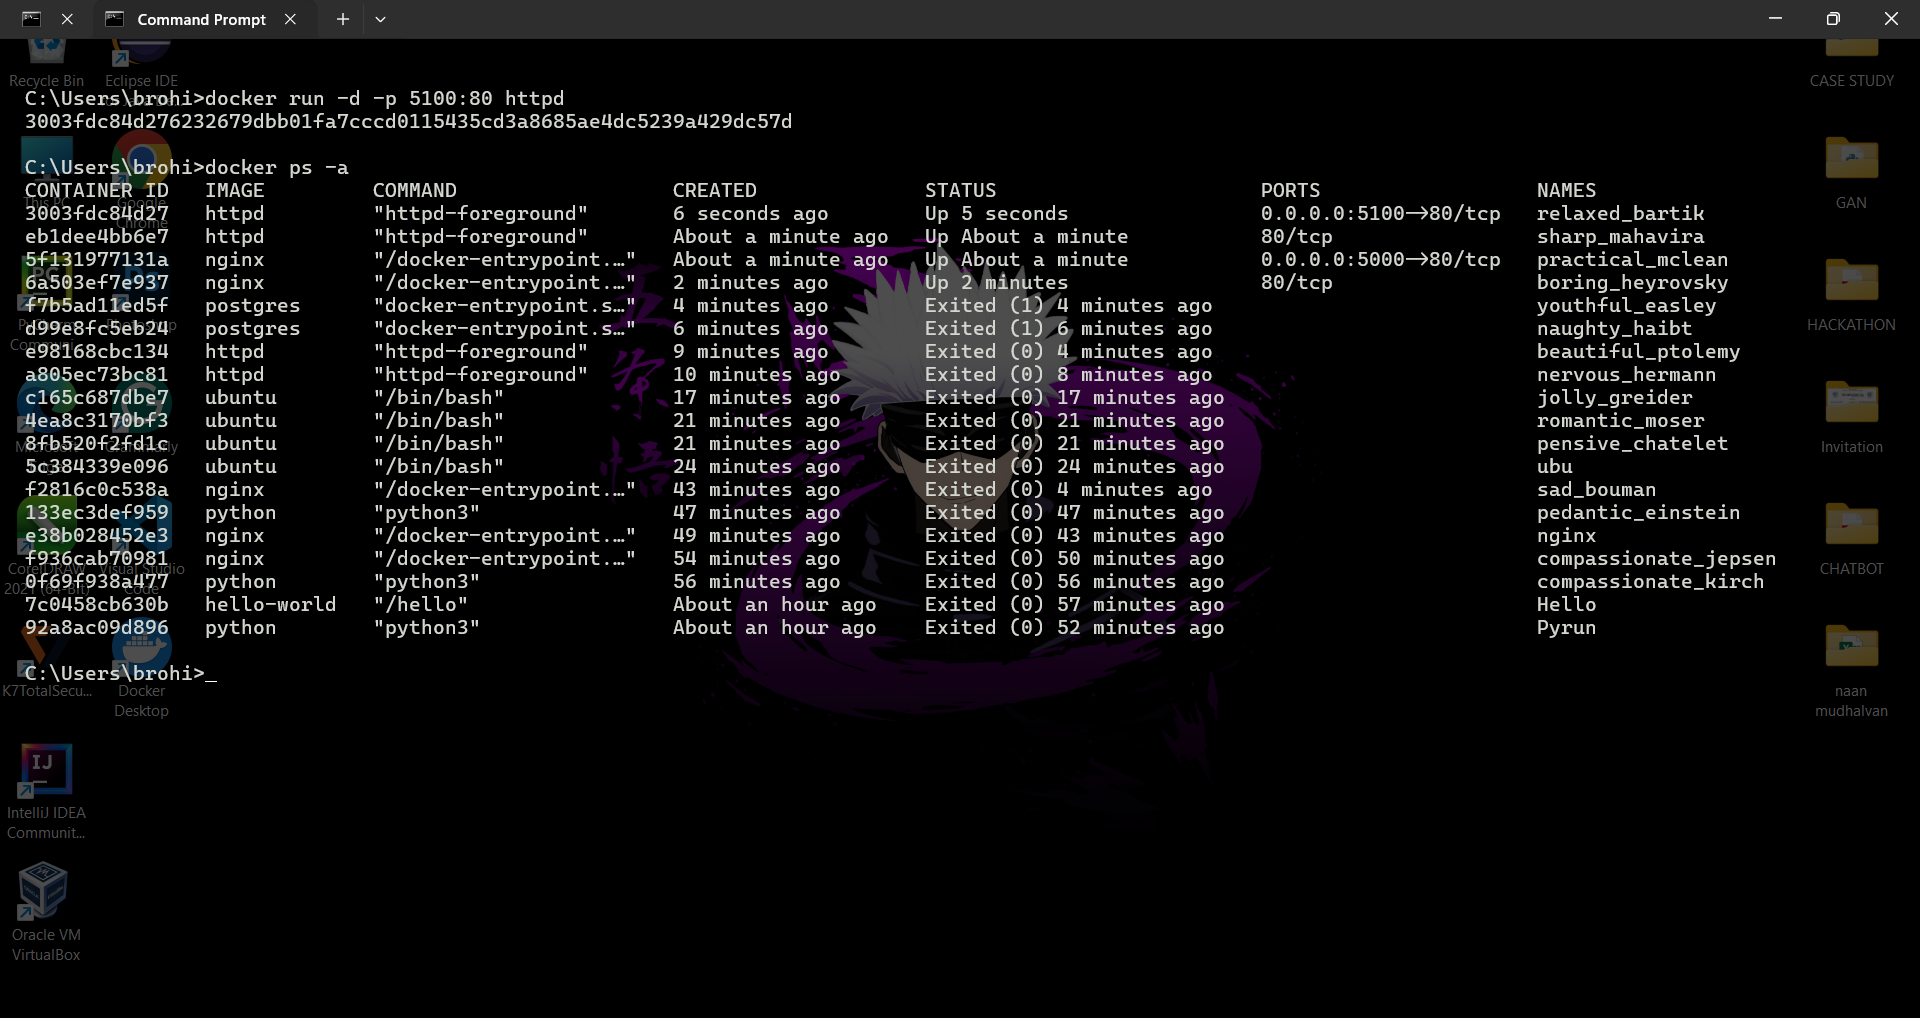 Command Prompt
Recycle Bin
Eclipse IDE
CASE STUDY
C:\Users\brohi>docker run -d -p 5100:80 httpd
3003fdc84d276232679dbb01fa7cccd0115435cd3a8685ae4dc5239a429dc57d
C:\Users\brohi>docker ps -a
CONTAINER ID IMAGE COMMAND CREATED STATUS PORTS NAMES
3003fdc84d27 httpd "httpd-foreground" 6 seconds ago Up 5 seconds 0.0.0.0:5100->80/tcp relaxed_bartik
eb1dee4bb6e7 httpd "httpd-foreground" About a minute ago Up About a minute 80/tcp sharp_mahavira
5f131977131a nginx "/docker-entrypoint.…" About a minute ago Up About a minute 0.0.0.0:5000->80/tcp practical_mclean
6a503ef7e937 nginx "/docker-entrypoint.…" 2 minutes ago Up 2 minutes 80/tcp boring_heyrovsky
f7b5ad11ed5f postgres "docker-entrypoint.s…" 4 minutes ago Exited (1) 4 minutes ago youthful_easley
d99e8fc5eb24 postgres "docker-entrypoint.s…" 6 minutes ago Exited (1) 6 minutes ago naughty_haibt
e98168cbc134 httpd "httpd-foreground" 9 minutes ago Exited (0) 4 minutes ago beautiful_ptolemy
a805ec73bc81 httpd "httpd-foreground" 10 minutes ago Exited (0) 8 minutes ago nervous_hermann
c165c687dbe7 ubuntu "/bin/bash" 17 minutes ago Exited (0) 17 minutes ago jolly_greider
4ea8c3170bf3 ubuntu "/bin/bash" 21 minutes ago Exited (0) 21 minutes ago romantic_moser
8fb520f2fd1c ubuntu "/bin/bash" 21 minutes ago Exited (0) 21 minutes ago pensive_chatelet
5c384339e096 ubuntu "/bin/bash" 24 minutes ago Exited (0) 24 minutes ago ubu
f2816c0c538a nginx "/docker-entrypoint.…" 43 minutes ago Exited (0) 4 minutes ago sad_bouman
133ec3def959 python "python3" 47 minutes ago Exited (0) 47 minutes ago pedantic_einstein
e38b028452e3 nginx "/docker-entrypoint.…" 49 minutes ago Exited (0) 43 minutes ago nginx
f936cab70981 nginx "/docker-entrypoint.…" 54 minutes ago Exited (0) 50 minutes ago compassionate_jepsen
0f69f938a477 python "python3" 56 minutes ago Exited (0) 56 minutes ago compassionate_kirch
7c0458cb630b hello-world "/hello" About an hour ago Exited (0) 57 minutes ago Hello
92a8ac09d896 python "python3" About an hour ago Exited (0) 52 minutes ago Pyrun
C:\Users\brohi>_
This PC
Google
Chrome
GAN
HACKATHON
Invitation
CorelDRAW
Visual Studio
Code
CHATBOT
K7TotalSecu...
Docker
Desktop
naan
mudhalvan
IJ
IntelliJ IDEA
Communit...
Oracle VM
VirtualBox